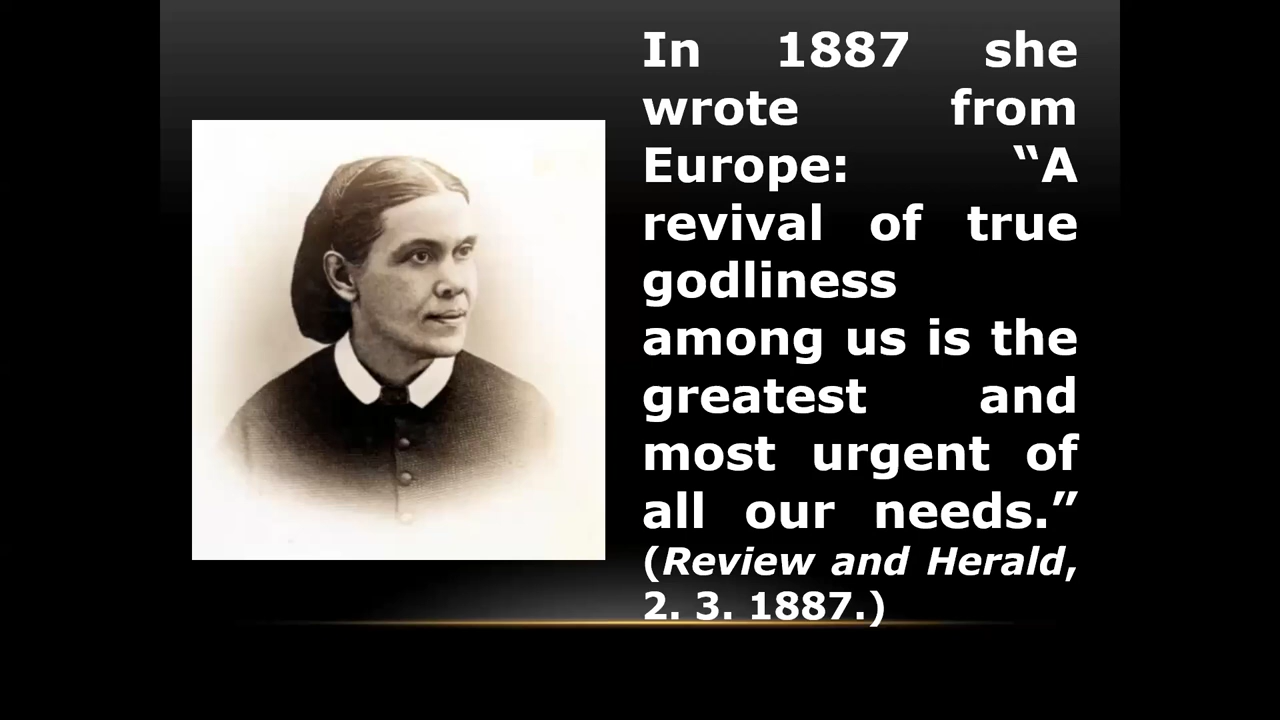 In 1887 she
wrote from
Europe: “A
revival of true
godliness
among us is the
greatest and
most urgent of
all our needs.”
(Review and Herald,
2. 3. 1887.)